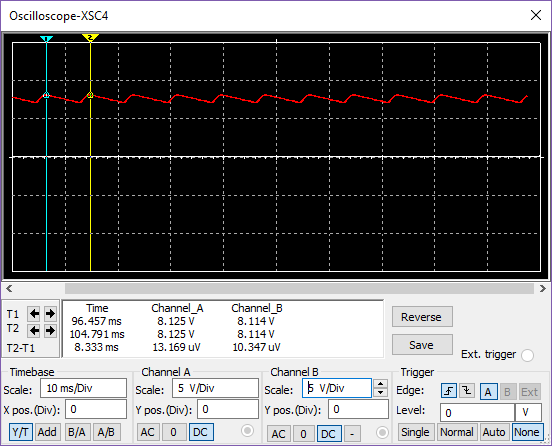 Oscilloscope-XSC4
1 2
T1
T2
T2-T1
Time Channel_A Channel_B
96.457 ms 8.125 V 8.114 V
104.791 ms 8.125 V 8.114 V
8.333 ms 13.169 uV 10.347 uV
Reverse
Save
Ext. trigger
Timebase
Scale: 10 ms/Div
X pos.(Div): 0
Y/T Add B/A A/B
Channel A
Scale: 5 V/Div
Y pos.(Div): 0
AC 0 DC
Channel B
Scale: 5 V/Div
Y pos.(Div): 0
AC 0 DC -
Trigger
Edge: A B Ext
Level: 0 V
Single Normal Auto None